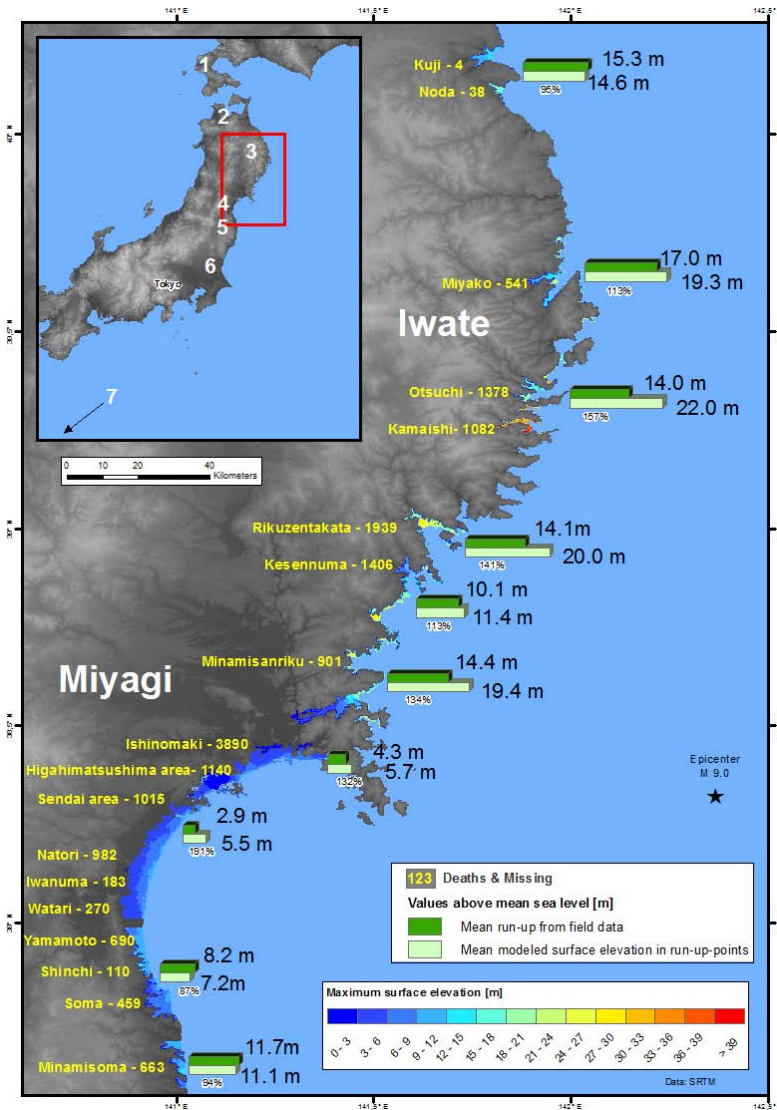 141° E
141,5° E
142° E
142,5° E
1
2
3
4
5
6
Tokyo
7
Kuji - 4
15.3 m
14.6 m
95%
Noda - 38
Miyako - 541
17.0 m
19.3 m
113%
Iwate
Otsuchi - 1378
14.0 m
22.0 m
157%
Kamaishi- 1082
0 10 20 40
Kilometers
Rikuzentakata - 1939
14.1m
20.0 m
141%
Kesennuma - 1406
10.1 m
11.4 m
113%
Minamisanriku - 901
14.4 m
19.4 m
134%
Miyagi
Ishinomaki - 3890
4.3 m
5.7 m
132%
Higahimatsushima area- 1140
Sendai area - 1015
Epicenter
M 9.0
2.9 m
5.5 m
191%
Natori - 982
Iwanuma - 183
Watari - 270
Yamamoto - 690
8.2 m
7.2m
87%
Shinchi - 110
Soma - 459
Minamisoma - 663
11.7m
11.1 m
94%
123 Deaths & Missing
Values above mean sea level [m]
Mean run-up from field data
Mean modeled surface elevation in run-up-points
Maximum surface elevation [m]
0 - 3
3 - 6
6 - 9
9 - 12
12 - 15
15 - 18
18 - 21
21 - 24
24 - 27
27 - 30
30 - 33
33 - 36
36 - 39
> 39
Data: SRTM
141° E
141,5° E
142° E
142,5° E